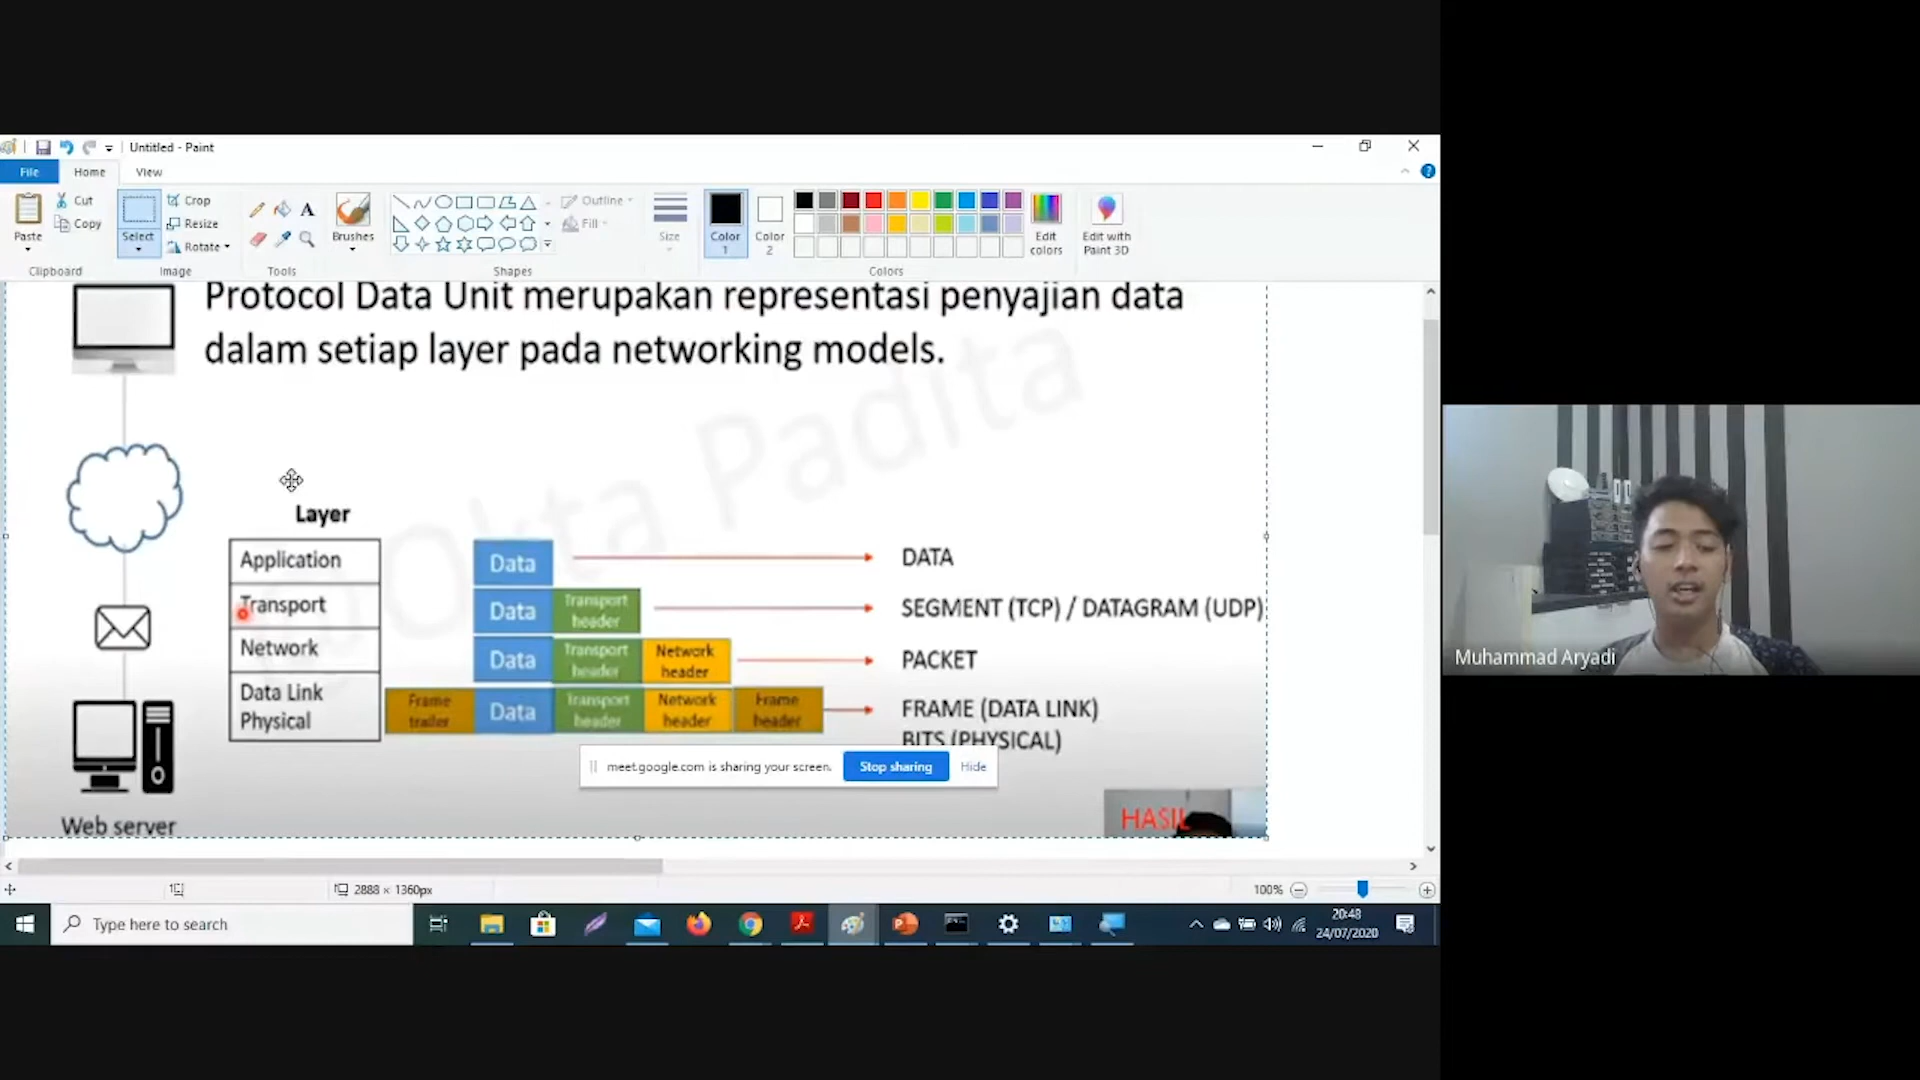 Untitled - Paint
File
Home
View
Paste
Cut
Copy
Clipboard
Select
Crop
Resize
Rotate
Image
A
Tools
Brushes
Outline
Fill
Shapes
Size
Color
1
Color
2
Edit
colors
Edit with
Paint 3D
Colors
Protocol Data Unit merupakan representasi penyajian data
dalam setiap layer pada networking models.
Okta Padita
Layer
Application
Data
DATA
Transport
Data
Transport
header
SEGMENT (TCP) / DATAGRAM (UDP)
Network
Data
Transport
header
Network
header
PACKET
Data Link
Physical
Frame
trailer
Data
Transport
header
Network
header
Frame
header
FRAME (DATA LINK)
BITS (PHYSICAL)
meet.google.com is sharing your screen.
Stop sharing
Hide
HASIL
Web server
Muhammad Aryadi
2888 × 1360px
100%
Type here to search
20:48
24/07/2020